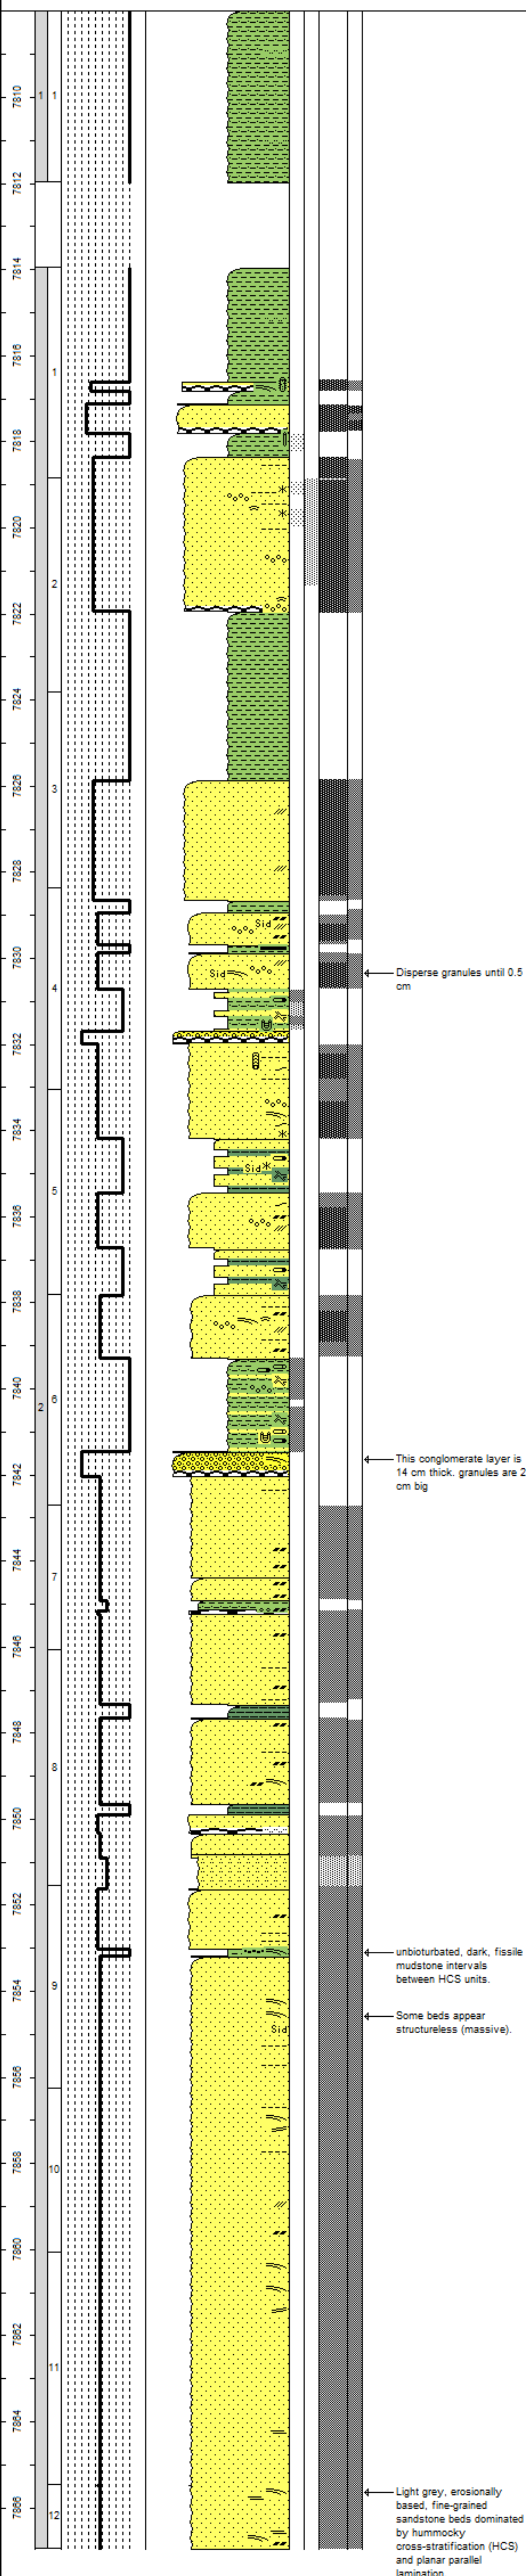 7810
1
1
7812
7814
7816
1
7818
7820
2
7822
7824
7826
3
7828
Sid
7830
Sid
4
Disperse granules until 0.5
cm
7832
7834
Sid
5
7836
7838
7840
6
2
This conglomerate layer is
14 cm thick. granules are 2
cm big
7842
7844
7
7846
7848
8
7850
7852
unbioturbated, dark, fissile
mudstone intervals
between HCS units.
9
7854
Some beds appear
structureless (massive).
Sid
7856
7858
10
7860
7862
11
7864
Light grey, erosionally
based, fine-grained
sandstone beds dominated
by hummocky
cross-stratification (HCS)
and planar parallel
lamination
7866
12